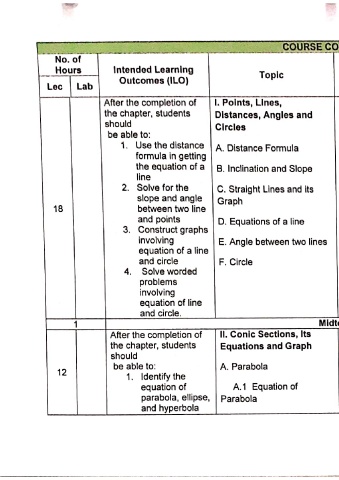 COURSE CO
No. of
Hours
Lec Lab
Intended Learning
Outcomes (ILO)
Topic
18
After the completion of
the chapter, students
should
be able to:
1. Use the distance
formula in getting
the equation of a
line
2. Solve for the
slope and angle
between two line
and points
3. Construct graphs
involving
equation of a line
and circle
4. Solve worded
problems
involving
equation of line
and circle.
I. Points, Lines,
Distances, Angles and
Circles
A. Distance Formula
B. Inclination and Slope
C. Straight Lines and its
Graph
D. Equations of a line
E. Angle between two lines
F. Circle
1
Midt
12
After the completion of
the chapter, students
should
be able to:
1. Identify the
equation of
parabola, ellipse,
and hyperbola
II. Conic Sections, Its
Equations and Graph
A. Parabola
A.1 Equation of
Parabola